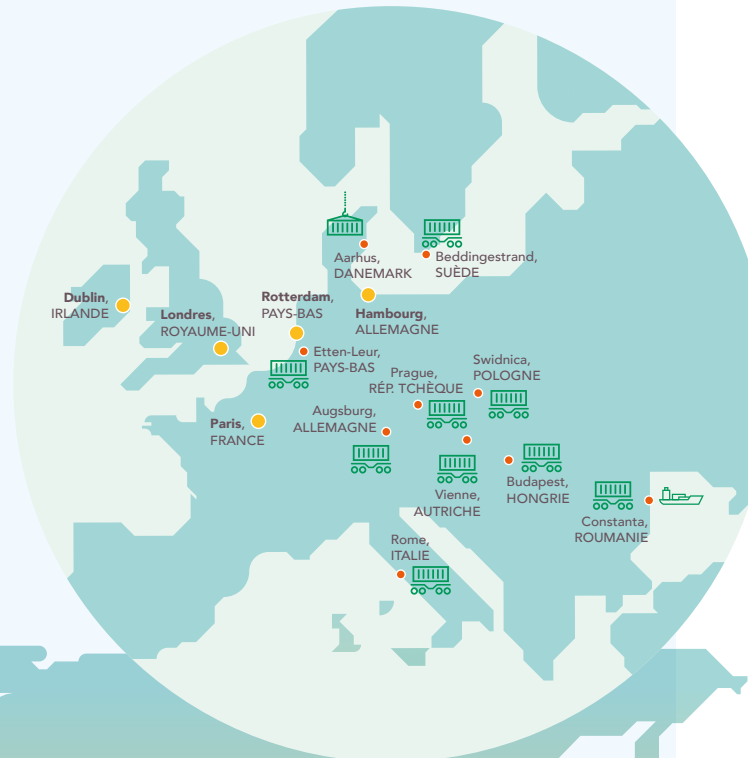 Aarhus,
DANEMARK
Beddingestrand,
SUÈDE
Dublin,
IRLANDE
Londres,
ROYAUME-UNI
Rotterdam,
PAYS-BAS
Hambourg,
ALLEMAGNE
Etten-Leur,
PAYS-BAS
Prague,
RÉP. TCHÈQUE
Swidnica,
POLOGNE
Paris,
FRANCE
Augsburg,
ALLEMAGNE
Vienne,
AUTRICHE
Budapest,
HONGRIE
Constanta,
ROUMANIE
Rome,
ITALIE